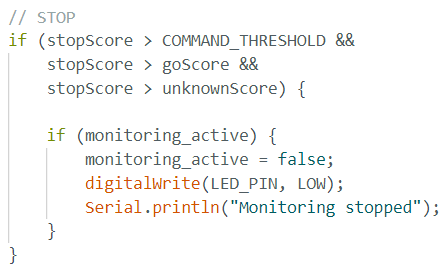 // STOP
if (stopScore > COMMAND_THRESHOLD &&
    stopScore > goScore &&
    stopScore > unknownScore) {

    if (monitoring_active) {
        monitoring_active = false;
        digitalWrite(LED_PIN, LOW);
        Serial.println("Monitoring stopped");
    }
}